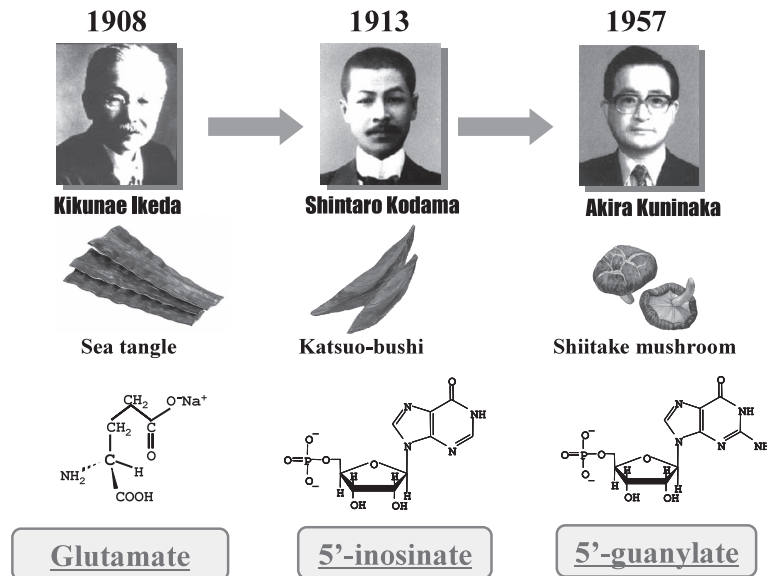 1908
1913
1957
Kikunae Ikeda
Shintaro Kodama
Akira Kuninaka
Sea tangle
Katsuo-bushi
Shiitake mushroom
CH₂
O⁻Na⁺
CH₂
C
O
NH₂
C
H
COOH
O
N
NH
N
N
O⁻
O=P
O
O⁻
O
H
H
H
H
OH
OH
O
N
NH
N
N
NH
O⁻
O=P
O
O⁻
O
H
H
H
H
OH
OH
Glutamate
5’-inosinate
5’-guanylate